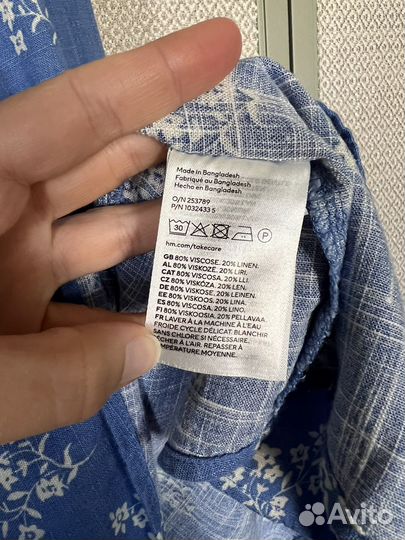 Made in Bangladesh
Fabriqué au Bangladesh
Hecho en Bangladesh
O/N 253789
P/N 1032433 5
30
P
hm.com/takecare
GB 80% VISCOSE. 20% LINEN.
AL 80% VISKOZË. 20% LIRI.
CAT 80% VISCOSA. 20% LLI.
CZ 80% VISKÓZA. 20% LEN.
DE 80% VISKOSE. 20% LEINEN.
EE 80% VISKOOS. 20% LINA.
ES 80% VISCOSA. 20% LINO.
FI 80% VISKOOSIA. 20% PELLAVAA
FR LAVER À LA MACHINE À L'EAU
FROIDE CYCLE DÉLICAT. BLANCHIR
SANS CHLORE SI NÉCESSAIRE.
SÉCHER À L'AIR. REPASSER À
TEMPÉRATURE MOYENNE.
Avito